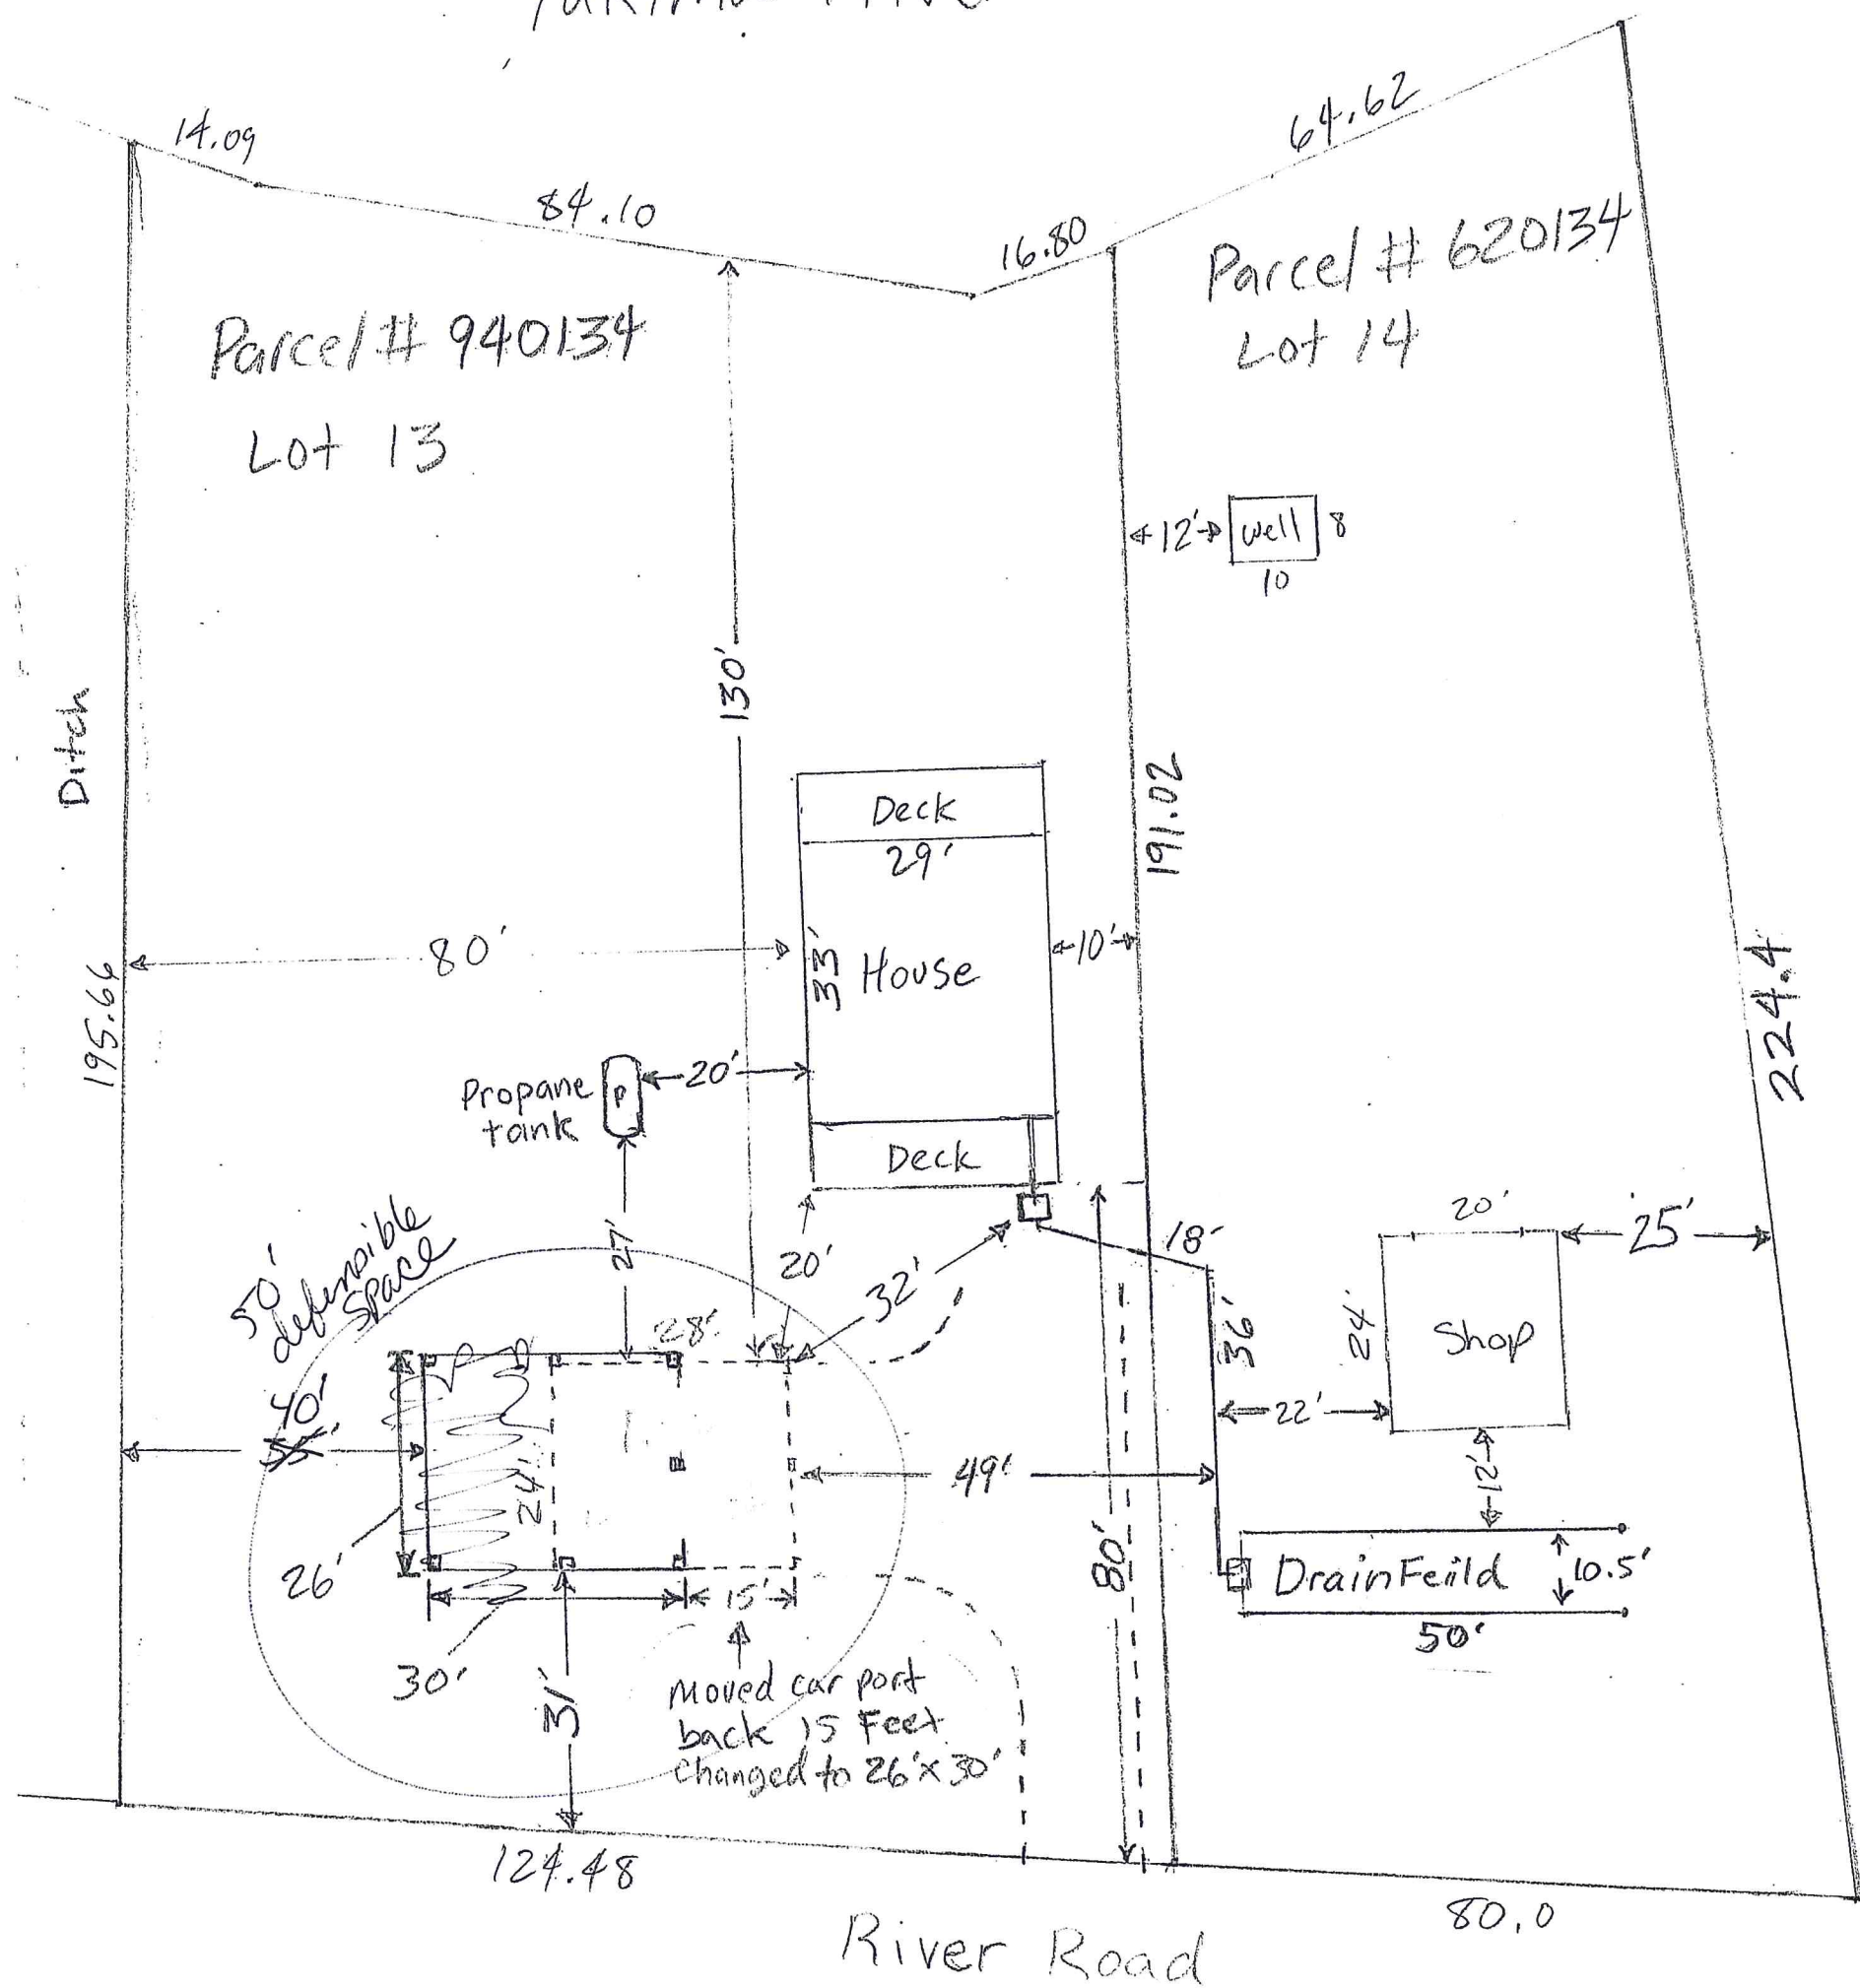 14.09
84.10
16.80
64.62
Parcel # 940134
Lot 13
Parcel # 620134
Lot 14
12'
well
8
10
130'
Ditch
195.66
191.02
224.4
Deck
29'
80'
33'
House
10'
Propane
tank
P
20'
Deck
27'
20'
32'
18'
20'
25'
24'
Shop
36'
22'
12'
50'
defensible
space
28'
40'
24'
49'
26'
15'
30'
31'
80'
Drain Feild
10.5'
50'
Moved car port
back 15 Feet
changed to 26'x30'
124.48
80.0
River Road